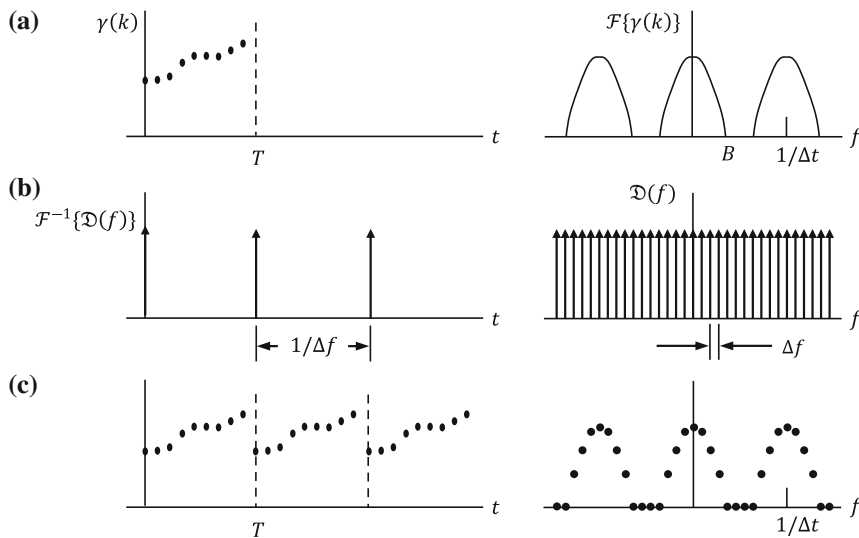 (a) γ(k) ℱ{γ(k)}
t f
T B 1/Δt
(b) ℱ⁻¹{𝔇(f)} 𝔇(f)
t f
1/Δf Δf
(c)
t f
T 1/Δt